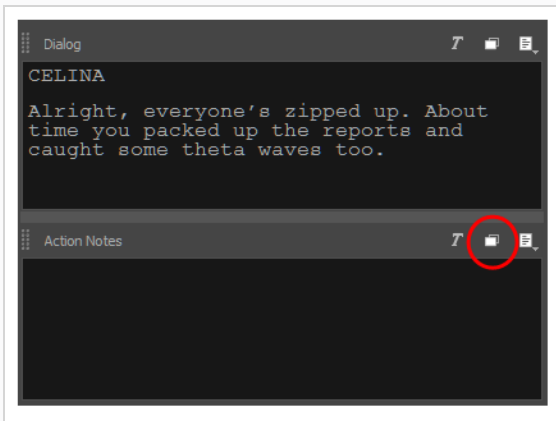 Dialog
T
CELINA
Alright, everyone's zipped up. About
time you packed up the reports and
caught some theta waves too.
Action Notes
T